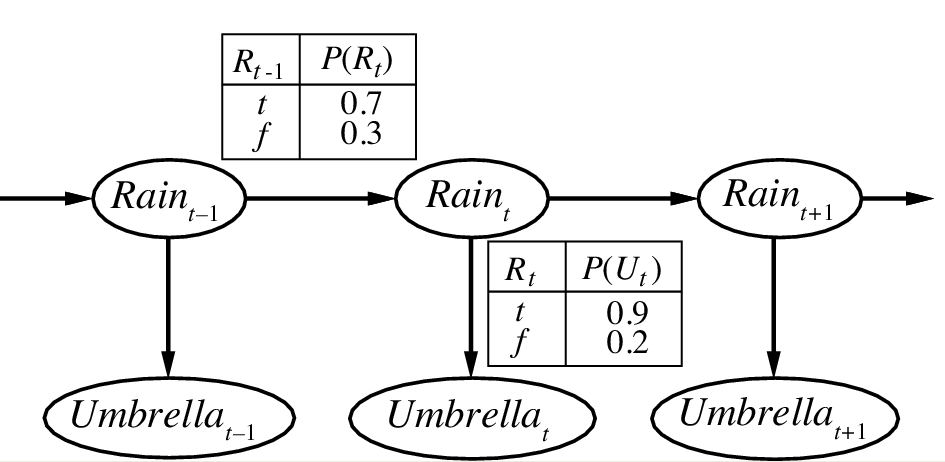 R_{t-1} P(R_t)
t 0.7
f 0.3
Rain_{t–1} Rain_t Rain_{t+1}
R_t P(U_t)
t 0.9
f 0.2
Umbrella_{t–1} Umbrella_t Umbrella_{t+1}